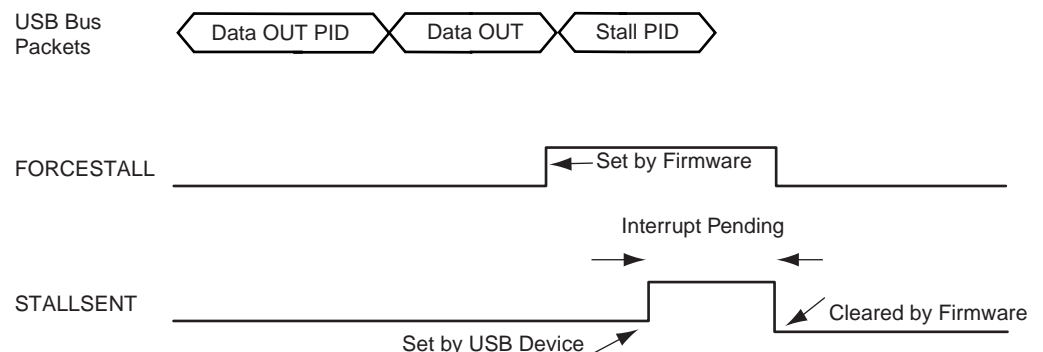 USB Bus
Packets
Data OUT PID
Data OUT
Stall PID
FORCESTALL
Set by Firmware
Interrupt Pending
STALLSENT
Cleared by Firmware
Set by USB Device